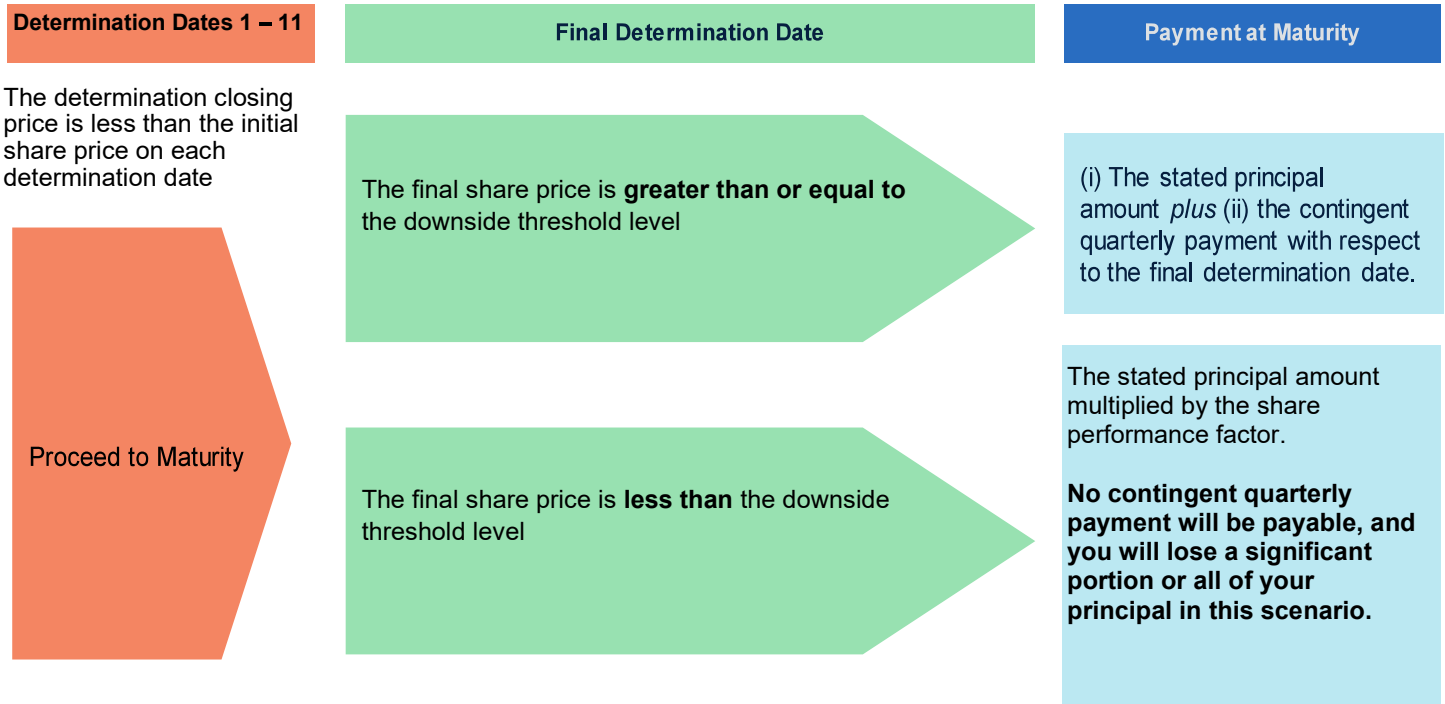 Determination Dates 1 – 11
Final Determination Date
Payment at Maturity
The determination closing
price is less than the initial
share price on each
determination date
Proceed to Maturity
The final share price is greater than or equal to
the downside threshold level
(i) The stated principal
amount plus (ii) the contingent
quarterly payment with respect
to the final determination date.
The final share price is less than the downside
threshold level
The stated principal amount
multiplied by the share
performance factor.
No contingent quarterly
payment will be payable, and
you will lose a significant
portion or all of your
principal in this scenario.